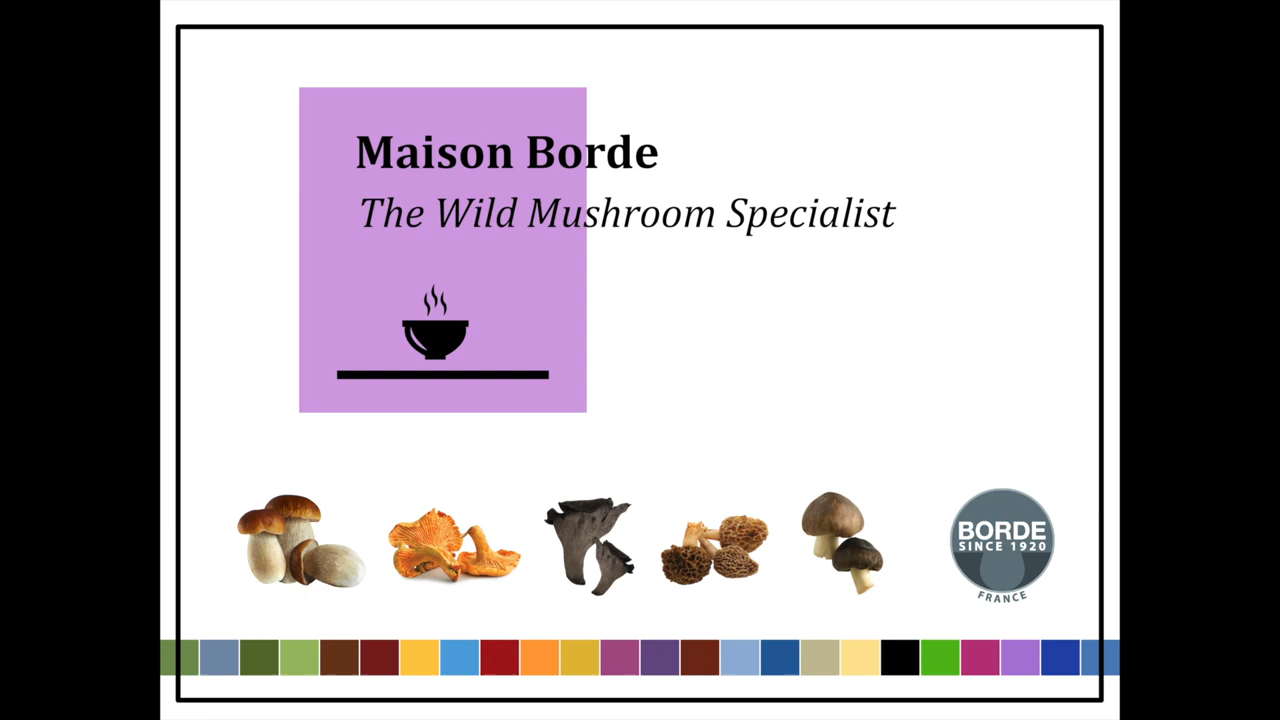 Maison Borde
The Wild Mushroom Specialist
BORDE
SINCE 1920
FRANCE